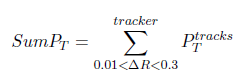 SumP_T = \sum_{0.01<\Delta R<0.3}^{tracker} P_T^{tracks}